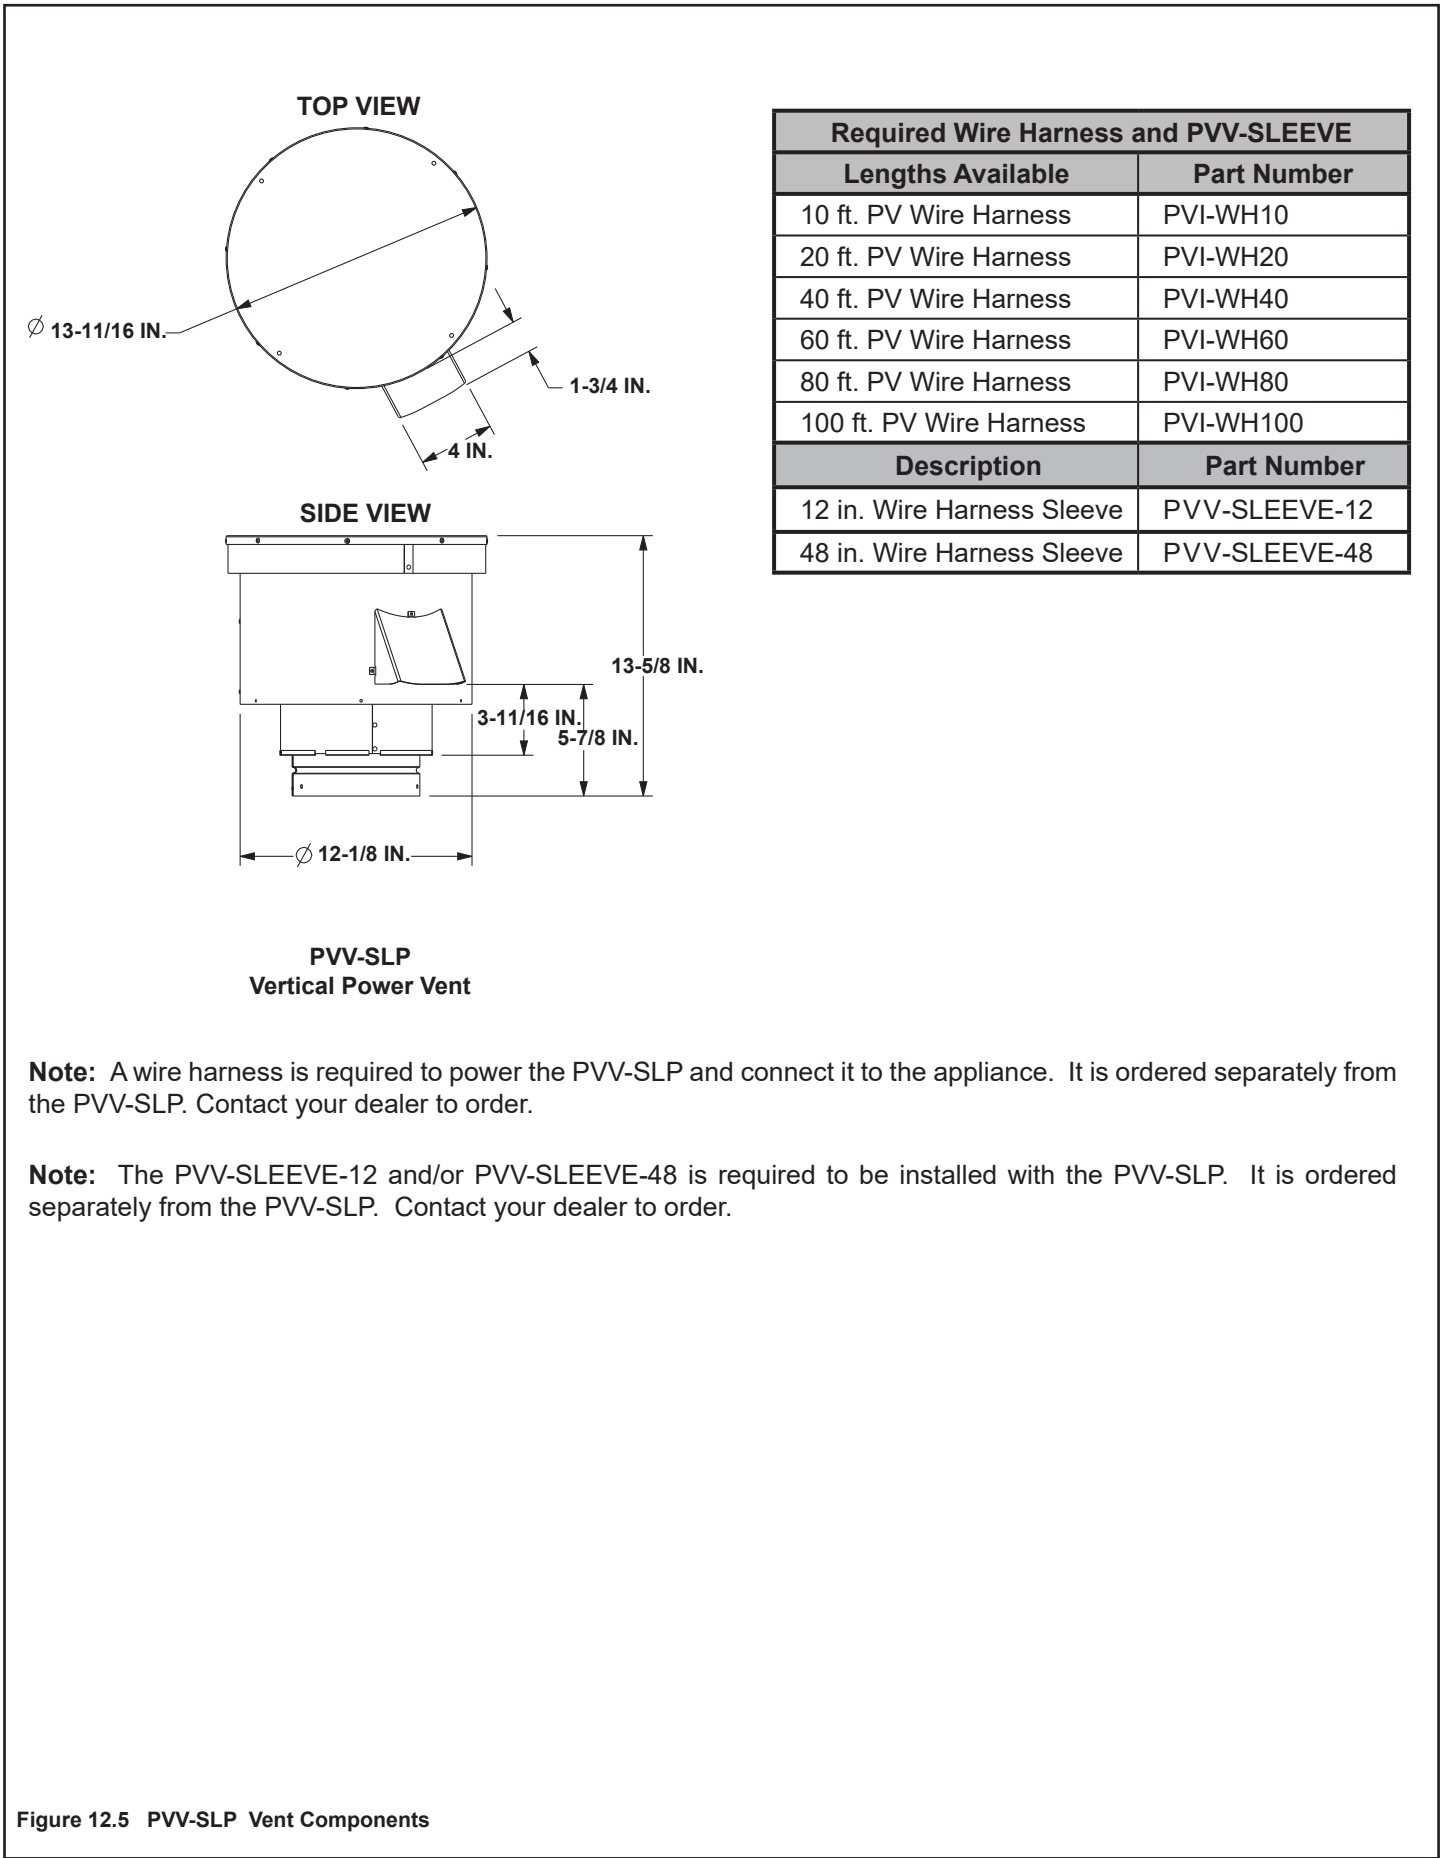 TOP VIEW
Ø 13-11/16 IN.
1-3/4 IN.
4 IN.
SIDE VIEW
13-5/8 IN.
3-11/16 IN.
5-7/8 IN.
Ø 12-1/8 IN.
PVV-SLP
Vertical Power Vent
Required Wire Harness and PVV-SLEEVE
Lengths Available Part Number
10 ft. PV Wire Harness PVI-WH10
20 ft. PV Wire Harness PVI-WH20
40 ft. PV Wire Harness PVI-WH40
60 ft. PV Wire Harness PVI-WH60
80 ft. PV Wire Harness PVI-WH80
100 ft. PV Wire Harness PVI-WH100
Description Part Number
12 in. Wire Harness Sleeve PVV-SLEEVE-12
48 in. Wire Harness Sleeve PVV-SLEEVE-48
Note: A wire harness is required to power the PVV-SLP and connect it to the appliance. It is ordered separately from
the PVV-SLP. Contact your dealer to order.
Note: The PVV-SLEEVE-12 and/or PVV-SLEEVE-48 is required to be installed with the PVV-SLP. It is ordered
separately from the PVV-SLP. Contact your dealer to order.
Figure 12.5 PVV-SLP Vent Components